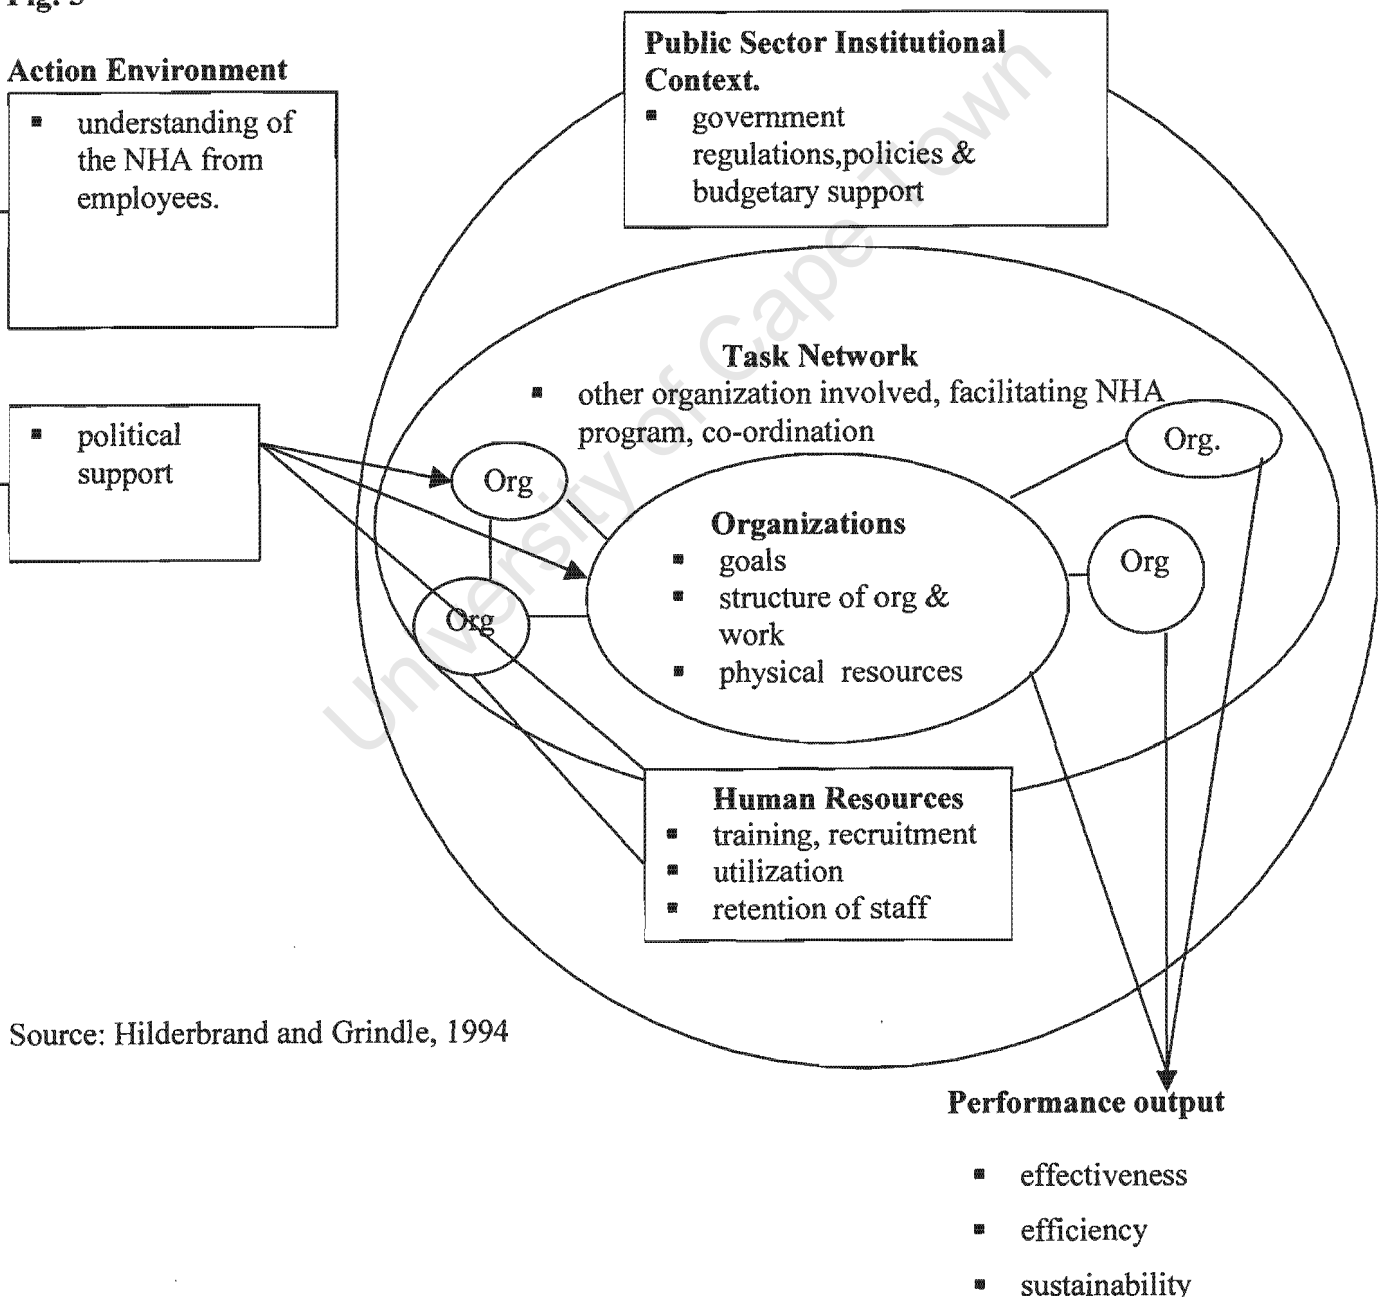 Fig. 3
Action Environment
▪ understanding of
the NHA from
employees.
▪ political
support
Public Sector Institutional
Context.
▪ government
regulations,policies &
budgetary support
Task Network
▪ other organization involved, facilitating NHA
program, co-ordination
Org
Org
Org.
Org
Organizations
▪ goals
▪ structure of org &
work
▪ physical resources
Human Resources
▪ training, recruitment
▪ utilization
▪ retention of staff
Source: Hilderbrand and Grindle, 1994
Performance output
▪ effectiveness
▪ efficiency
▪ sustainability
University of Cape Town